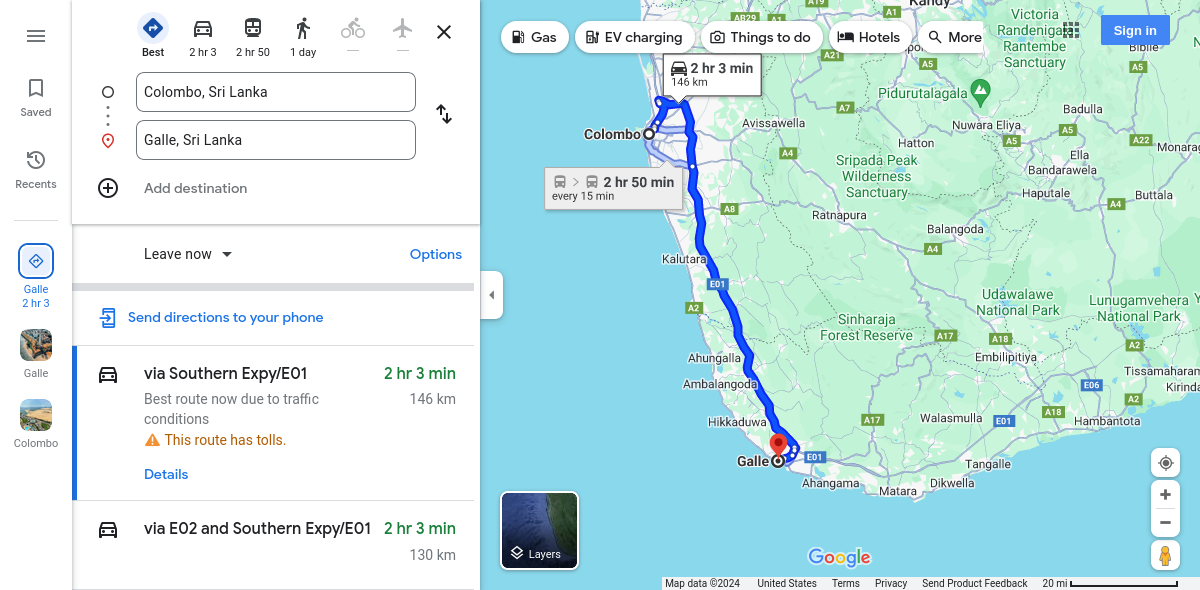 Saved
Recents
Galle
2 hr 3
Galle
Colombo
Best
2 hr 3
2 hr 50
1 day
Colombo, Sri Lanka
Galle, Sri Lanka
Add destination
Leave now
Options
Send directions to your phone
via Southern Expy/E01
2 hr 3 min
Best route now due to traffic
conditions
146 km
This route has tolls.
Details
via E02 and Southern Expy/E01
2 hr 3 min
130 km
Gas
EV charging
Things to do
Hotels
More
Sign in
A19
A1
Kandy
AB29
Victoria
Randenigala
Rantembe
Sanctuary
Bibile
A21
A5
A5
2 hr 3 min
146 km
Pidurutalagala
A7
Badulla
Colombo
Avissawella
Nuwara Eliya
A5
Hatton
A5
A22
Monarag
A4
Ella
Sripada Peak
Wilderness
Sanctuary
Bandarawela
2 hr 50 min
every 15 min
Haputale
Buttala
A4
A8
Ratnapura
Balangoda
A4
Kalutara
E01
Udawalawe
National Park
Lunugamvehera
National Park
A2
Sinharaja
Forest Reserve
A17
A18
A2
Ahungalla
Embilipitiya
Ambalangoda
Tissamaharam
Kirinda
E06
A2
Hikkaduwa
A17
Walasmulla
E01
A18
Hambantota
Galle
E01
Tangalle
Ahangama
Matara
Dikwella
Layers
Google
Map data ©2024
United States
Terms
Privacy
Send Product Feedback
20 mi